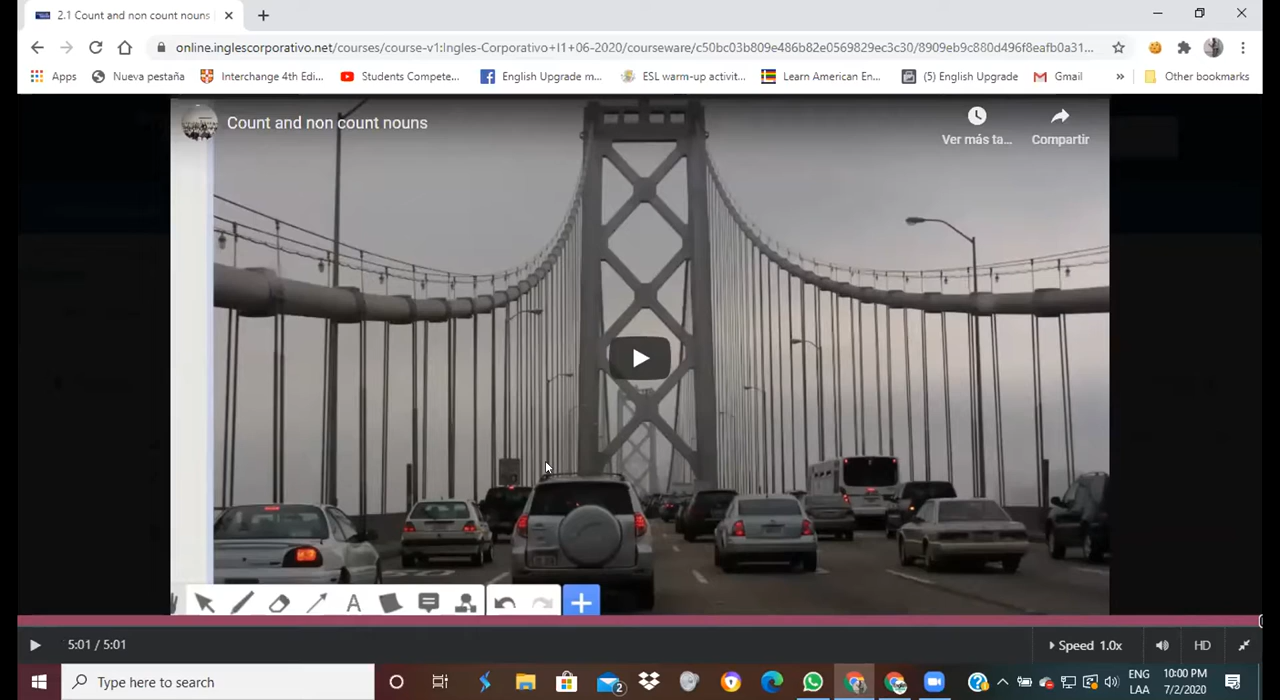 2.1 Count and non count nouns
online.inglescorporativo.net/courses/course-v1:Ingles-Corporativo+I1+06-2020/courseware/c50bc03b809e486b82e0569829ec3c30/8909eb9c880d496f8eafb0a31...
Apps Nueva pestaña Interchange 4th Edi... Students Compete... English Upgrade m... ESL warm-up activit... Learn American En... (5) English Upgrade Gmail » Other bookmarks
Count and non count nouns
Ver más ta... Compartir
A
5:01 / 5:01 Speed 1.0x HD
Type here to search 2 ENG 10:00 PM
LAA 7/2/2020